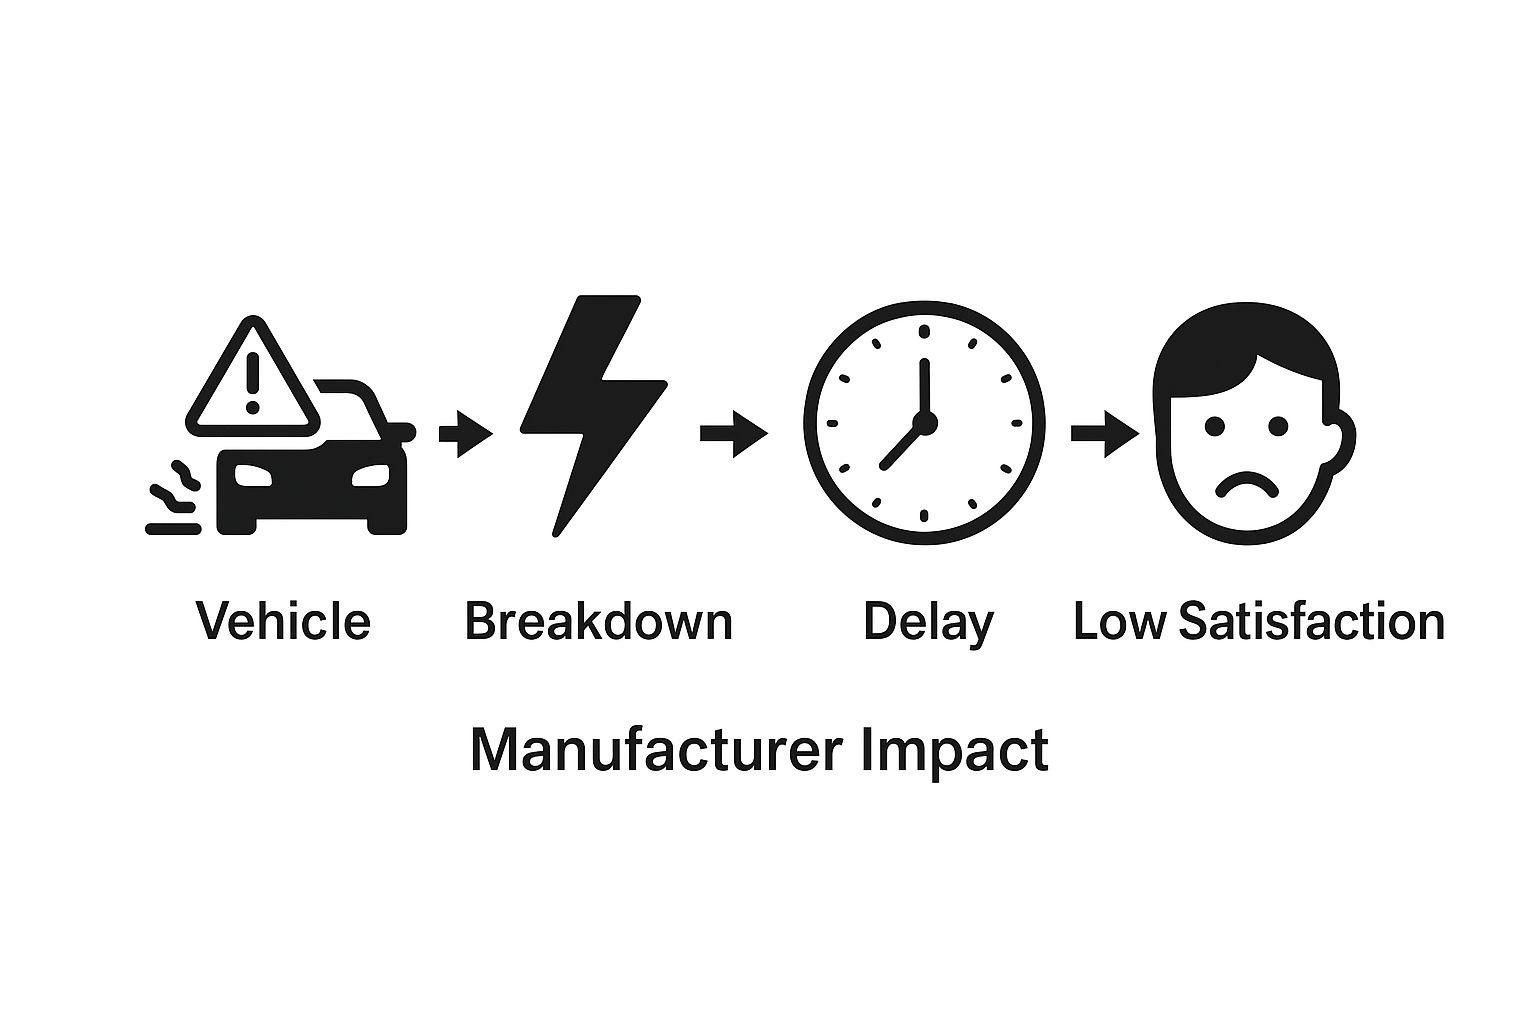 Vehicle
Breakdown
Delay
Low Satisfaction
Manufacturer Impact